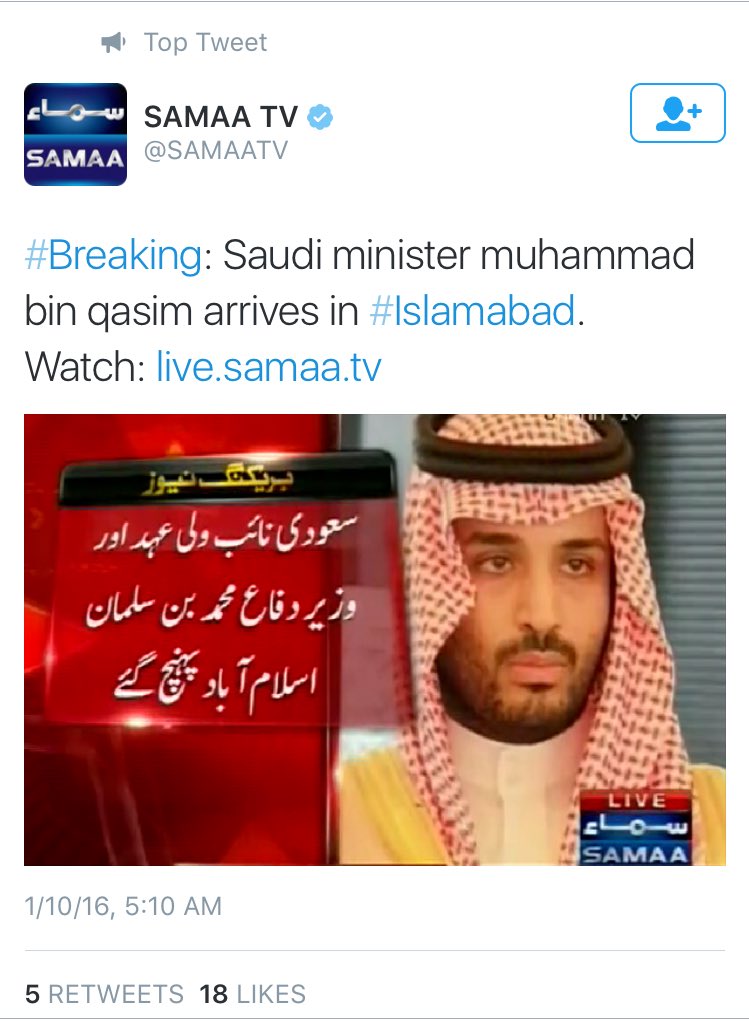 Top Tweet
سماء
SAMAA
SAMAA TV
@SAMAATV
#Breaking: Saudi minister muhammad
bin qasim arrives in #Islamabad.
Watch: live.samaa.tv
بریکنگ نیوز
سعودی نائب ولی عہد اور
وزیر دفاع محمد بن سلمان
اسلام آباد پہنچ گئے
LIVE
سماء
SAMAA
1/10/16, 5:10 AM
5 RETWEETS 18 LIKES